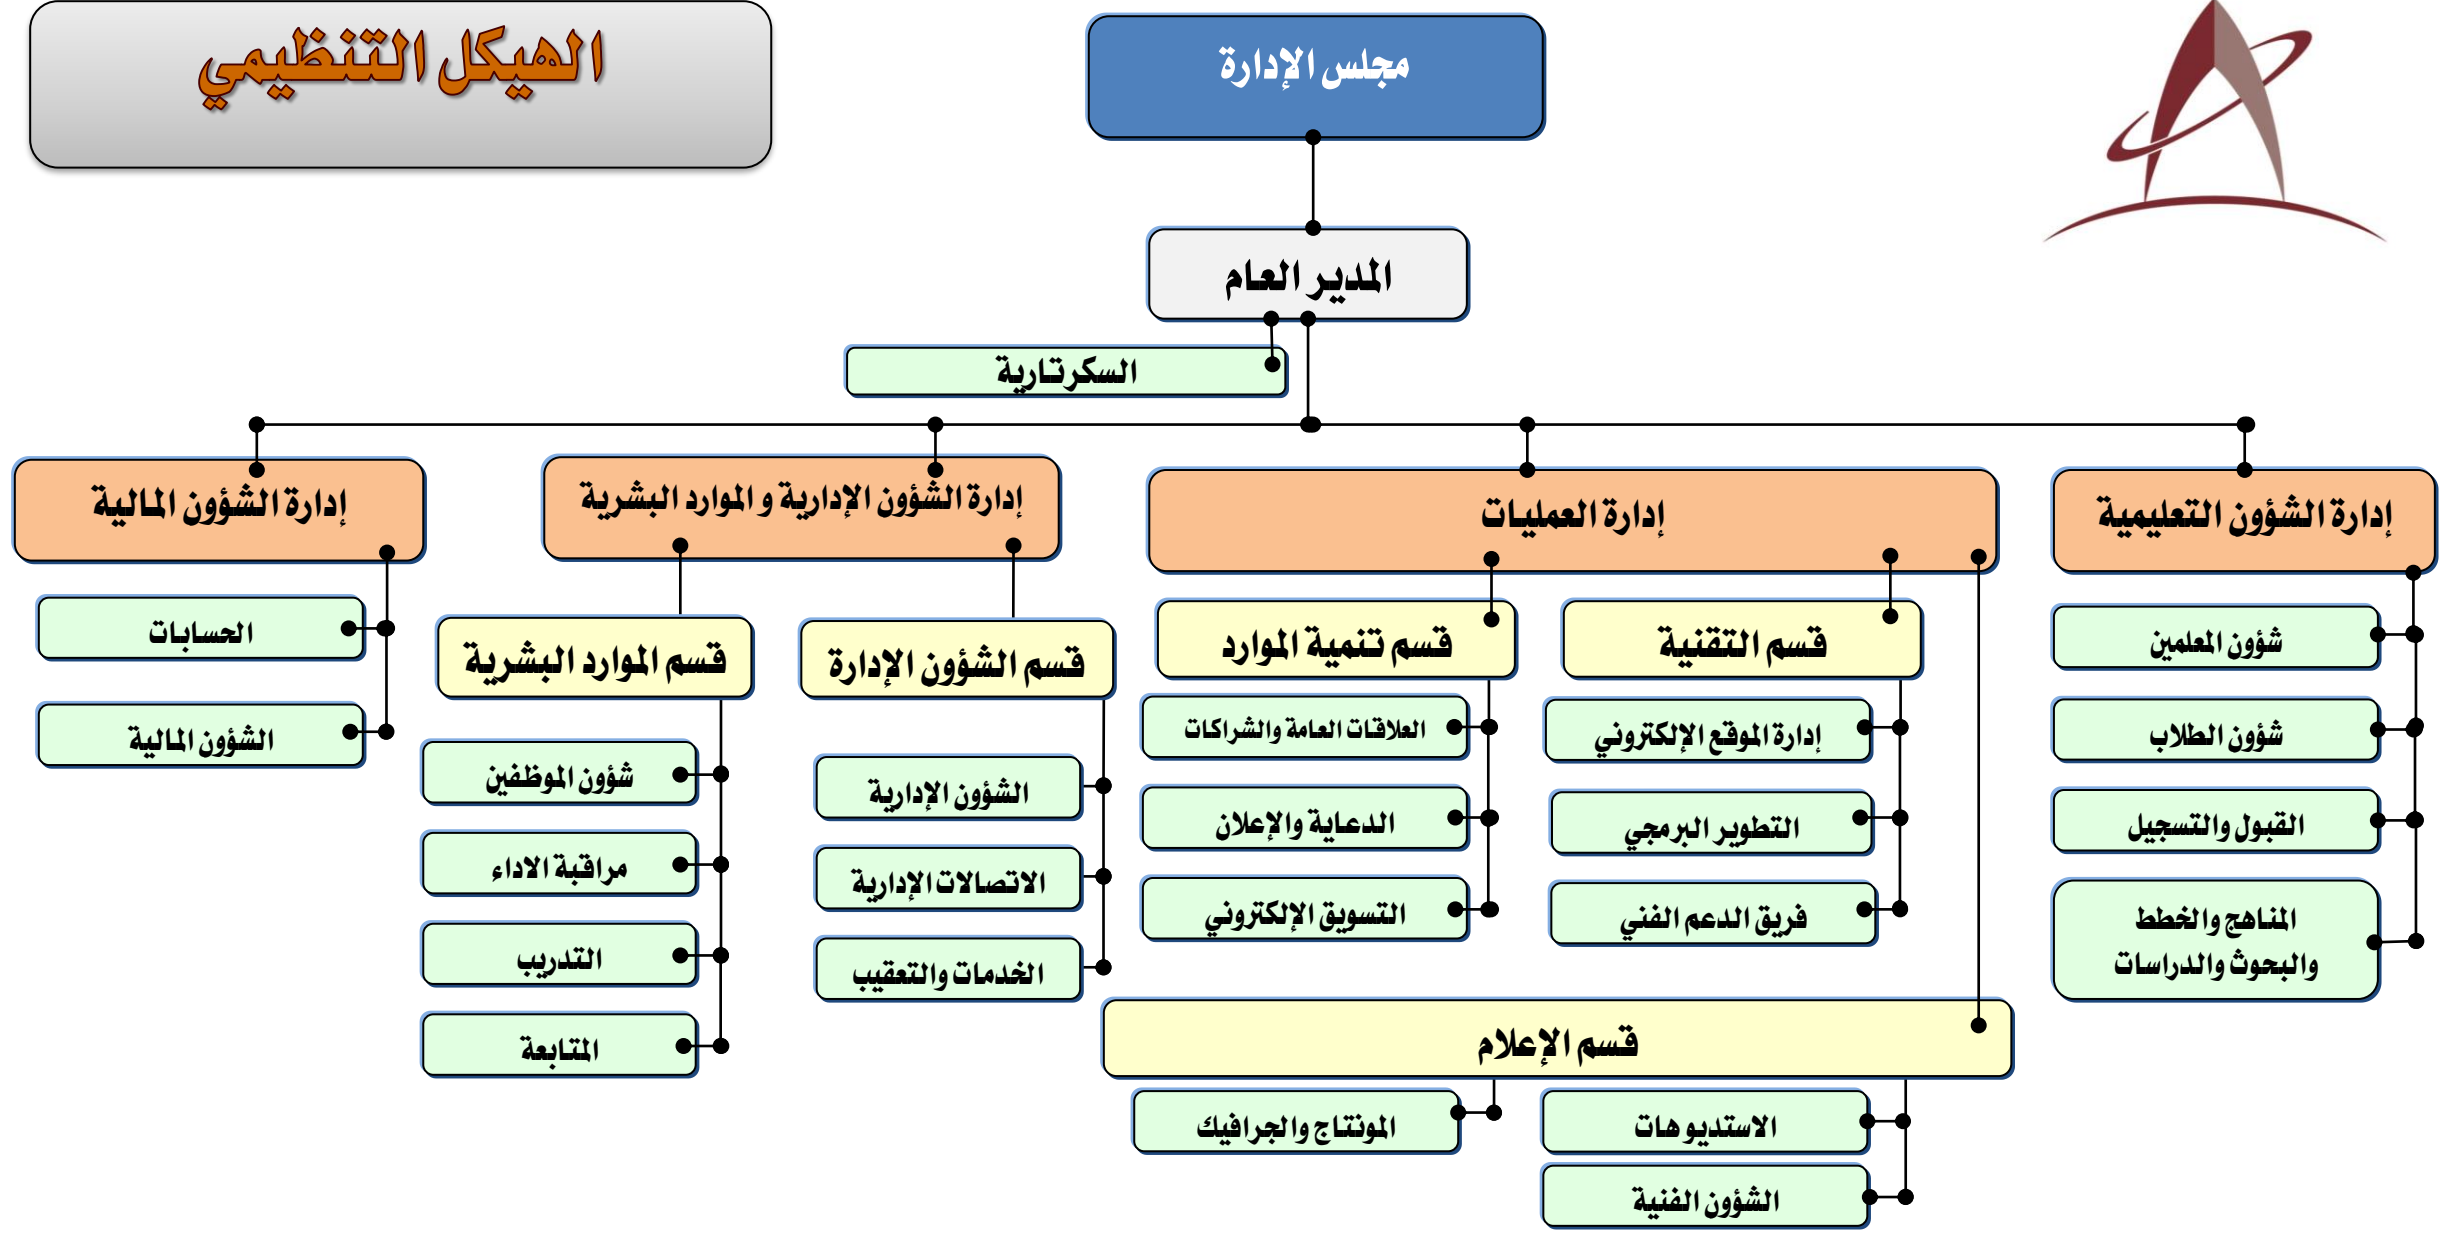 الهيكل التنظيمي
مجلس الإدارة
المدير العام
السكرتارية
إدارة الشؤون التعليمية
إدارة العمليات
إدارة الشؤون الإدارية و الموارد البشرية
إدارة الشؤون المالية
شؤون المعلمين
شؤون الطلاب
القبول والتسجيل
المناهج والخطط
والبحوث والدراسات
قسم التقنية
إدارة الموقع الإلكتروني
التطوير البرمجي
فريق الدعم الفني
قسم تنمية الموارد
العلاقات العامة والشراكات
الدعاية والإعلان
التسويق الإلكتروني
قسم الإعلام
الاستديو هات
الشؤون الفنية
المونتاج والجرافيك
قسم الشؤون الإدارة
الشؤون الإدارية
الاتصالات الإدارية
الخدمات والتعقيب
قسم الموارد البشرية
شؤون الموظفين
مراقبة الاداء
التدريب
المتابعة
الحسابات
الشؤون المالية